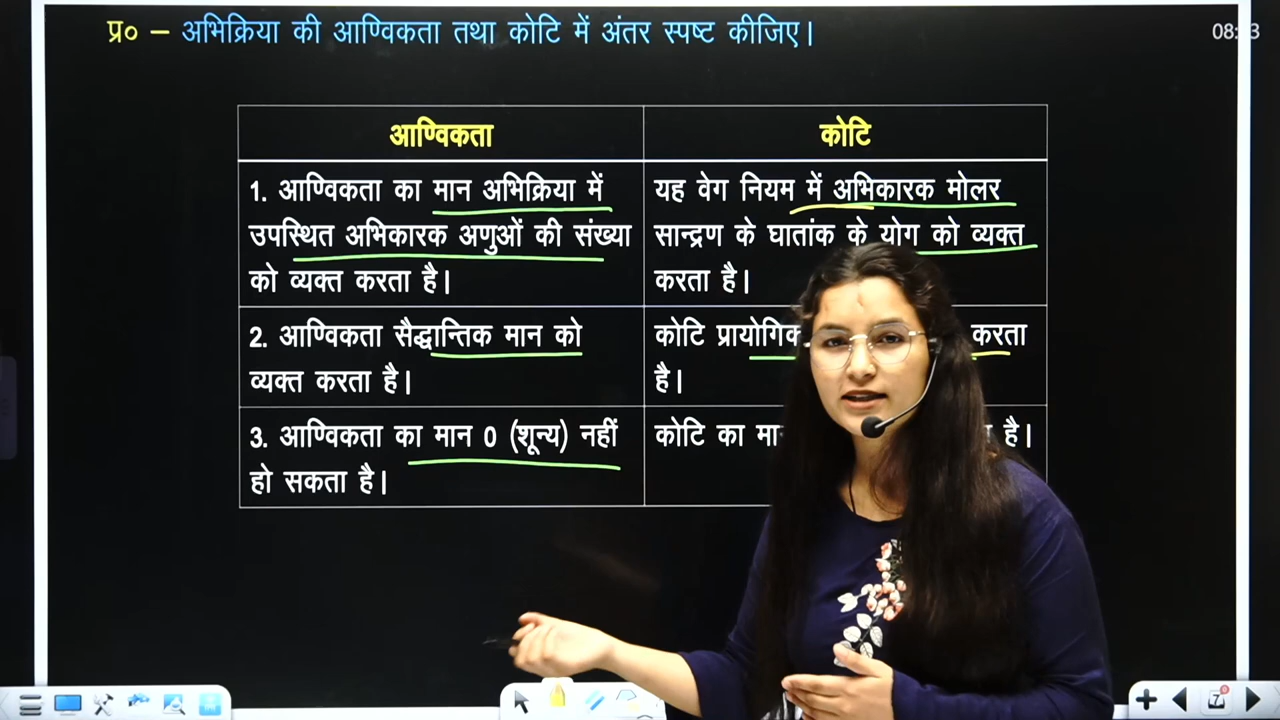 प्र० – अभिक्रिया की आण्विकता तथा कोटि में अंतर स्पष्ट कीजिए।
आण्विकता
कोटि
1. आण्विकता का मान अभिक्रिया में
उपस्थित अभिकारक अणुओं की संख्या
को व्यक्त करता है।
यह वेग नियम में अभिकारक मोलर
सान्द्रण के घातांक के योग को व्यक्त
करता है।
2. आण्विकता सैद्धान्तिक मान को
व्यक्त करता है।
कोटि प्रायोगिक करता
है।
3. आण्विकता का मान 0 (शून्य) नहीं
हो सकता है।
कोटि का है।